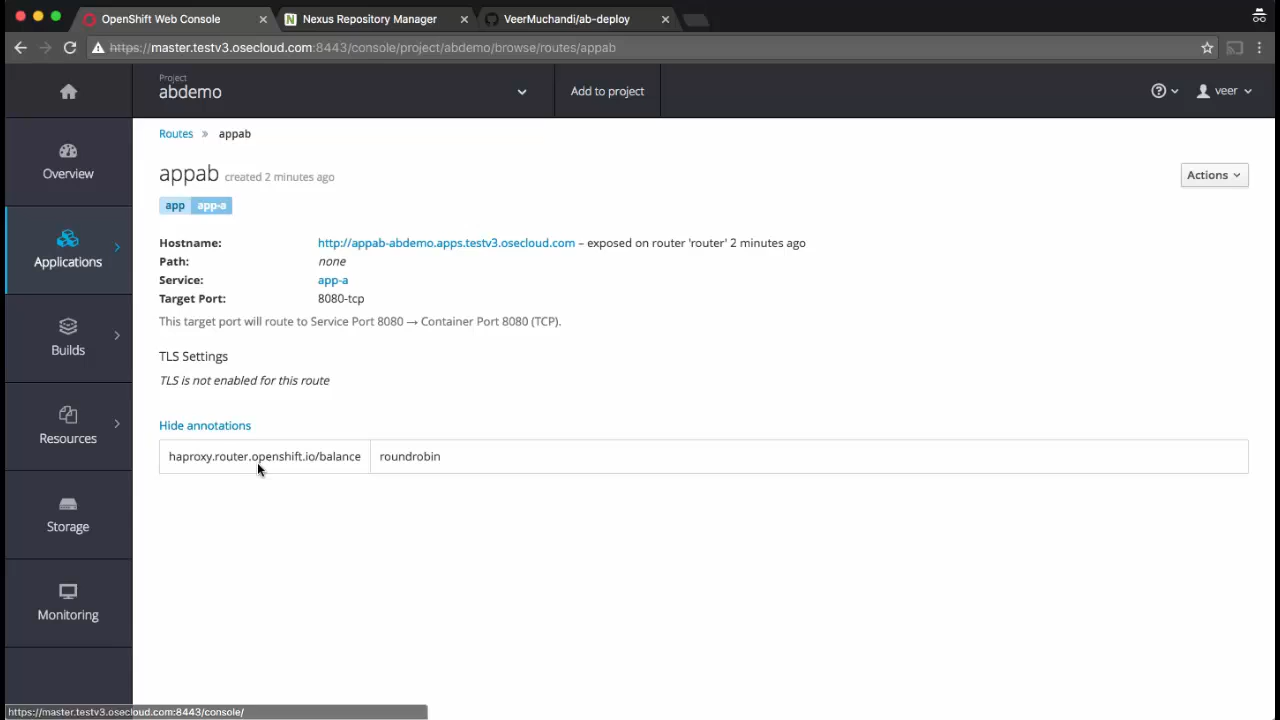 OpenShift Web Console
Nexus Repository Manager
VeerMuchandi/ab-deploy
https://master.testv3.osecloud.com:8443/console/project/abdemo/browse/routes/appab
Project
abdemo
Add to project
veer
Overview
Applications
Builds
Resources
Storage
Monitoring
Routes » appab
appab created 2 minutes ago
Actions
app app-a
Hostname: http://appab-abdemo.apps.testv3.osecloud.com – exposed on router 'router' 2 minutes ago
Path: none
Service: app-a
Target Port: 8080-tcp
This target port will route to Service Port 8080 → Container Port 8080 (TCP).
TLS Settings
TLS is not enabled for this route
Hide annotations
haproxy.router.openshift.io/balance roundrobin
https://master.testv3.osecloud.com:8443/console/